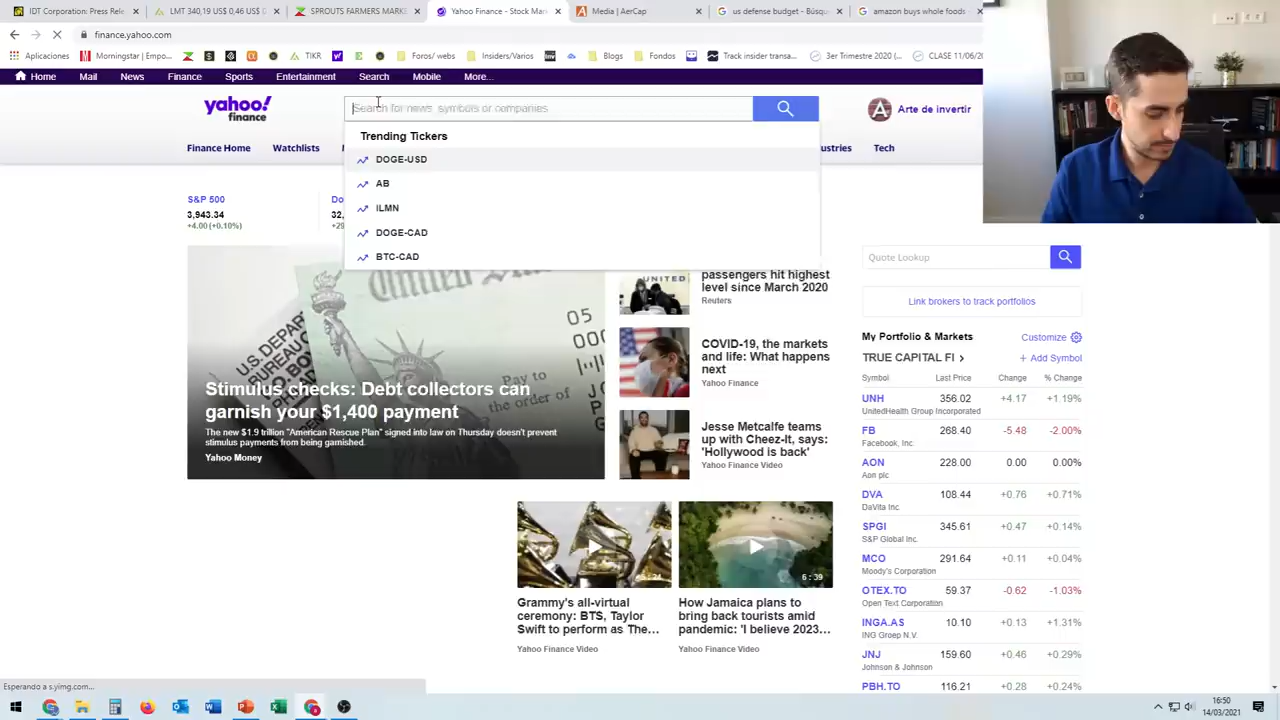 IDT Corporation: Press Rele
LMT 340,19 US$ 0,46 US$ D
SPROUTS FARMERS MARKE
Yahoo Finance - Stock Ma
Media | AerCap
us defense budget - Búsqu
amazon buys whole foods
finance.yahoo.com
Aplicaciones
Morningstar | Empo...
TIKR
Foros/ webs
Insiders/Varios
Blogs
Fondos
Track insider transa...
3er Trimestre 2020 (...
CLASE 11/06/20
Home
Mail
News
Finance
Sports
Entertainment
Search
Mobile
More...
yahoo!
finance
Search for news, symbols or companies
Arte de invertir
Trending Tickers
DOGE-USD
AB
ILMN
DOGE-CAD
BTC-CAD
Finance Home
Watchlists
Tech
S&P 500
3,943.34
+4.00 (+0.10%)
Do
32,
+29
UNITED
passengers hit highest
level since March 2020
Reuters
COVID-19, the markets
and life: What happens
next
Yahoo Finance
Jesse Metcalfe teams
up with Cheez-It, says:
'Hollywood is back'
Yahoo Finance Video
Stimulus checks: Debt collectors can
garnish your $1,400 payment
The new $1.9 trillion "American Rescue Plan" signed into law on Thursday doesn't prevent
stimulus payments from being garnished.
Yahoo Money
Grammy's all-virtual
ceremony: BTS, Taylor
Swift to perform as The...
Yahoo Finance Video
6:39
How Jamaica plans to
bring back tourists amid
pandemic: 'I believe 2023...
Yahoo Finance Video
Quote Lookup
Link brokers to track portfolios
My Portfolio & Markets
Customize
TRUE CAPITAL FI
+ Add Symbol
Symbol Last Price Change % Change
UNH 356.02 +4.17 +1.19%
UnitedHealth Group Incorporated
FB 268.40 -5.48 -2.00%
Facebook, Inc.
AON 228.00 0.00 0.00%
Aon plc
DVA 108.44 +0.76 +0.71%
DaVita Inc.
SPGI 345.61 +0.47 +0.14%
S&P Global Inc.
MCO 291.64 +0.11 +0.04%
Moody's Corporation
OTEX.TO 59.37 -0.62 -1.03%
Open Text Corporation
INGA.AS 10.10 +0.13 +1.31%
ING Groep N.V.
JNJ 159.60 +0.46 +0.29%
Johnson & Johnson
PBH.TO 116.21 +0.28 +0.24%
Esperando a s.yimg.com...
16:50
14/03/2021